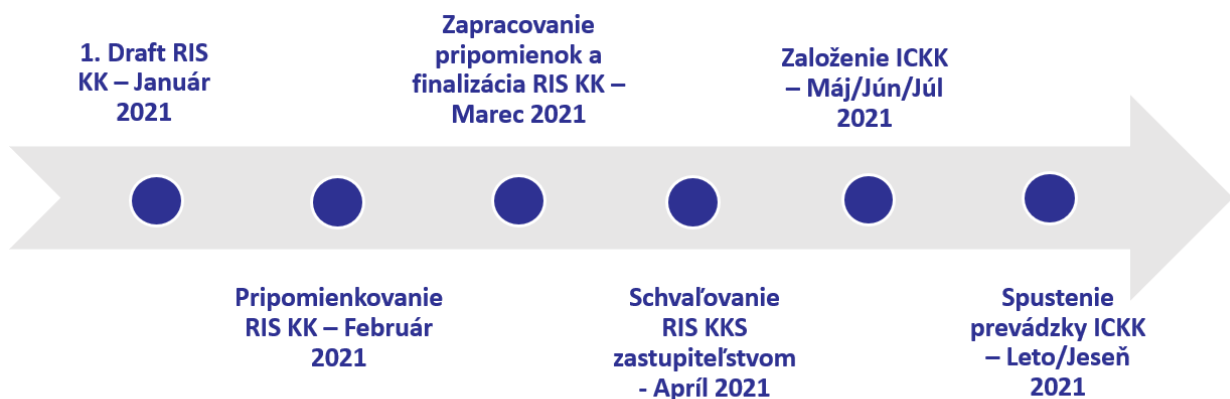 1. Draft RIS
KK – Január
2021
Pripomienkovanie
RIS KK – Február
2021
Zapracovanie
pripomienok a
finalizácia RIS KK –
Marec 2021
Schvaľovanie
RIS KKS
zastupiteľstvom
- Apríl 2021
Založenie ICKK
– Máj/Jún/Júl
2021
Spustenie
prevádzky ICKK
– Leto/Jeseň
2021